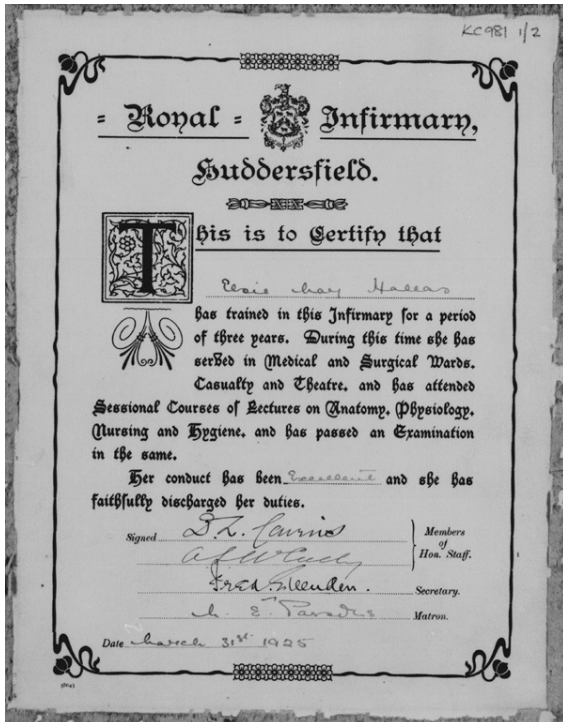 KC981 1/2
= Royal = Infirmary,
Huddersfield.
This is to Certify that
Elsie May Hallas
has trained in this Infirmary for a period
of three years. During this time she has
served in Medical and Surgical Wards,
Casualty and Theatre, and has attended
Sessional Courses of Lectures on Anatomy, Physiology,
Nursing and Hygiene, and has passed an Examination
in the same.
Her conduct has been Excellent and she has
faithfully discharged her duties.
Signed
Members
of
Hon. Staff.
Fred Secretary.
M. E. Matron.
Date March 31st 1925